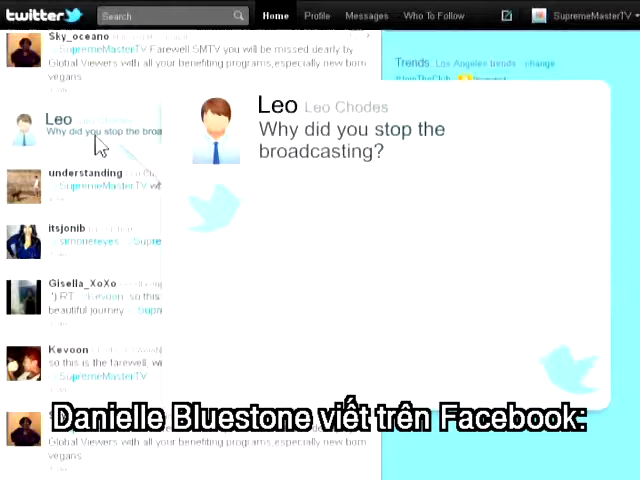 twitter
Search
Home Profile Messages Who To Follow SupremeMasterTV
Sky_oceano
SupremeMasterTV Farewell SMTV you will be missed dearly by
Global Viewers with all your benefiting programs,especially new born
vegans
Trends Los Angeles trends · change
Leo Leo Chodes
Why did you stop the broa
Leo Leo Chodes
Why did you stop the
broadcasting?
understanding
SupremeMasterTV
itsjonib
simonereyes
Gisella_XoXo
:') RT Kevoon so this
beautiful journey.
Kevoon
so this is the farewell,
SupremeMasterTV
Danielle Bluestone viết trên Facebook:
Global Viewers with all your benefiting programs,especially new born
vegans